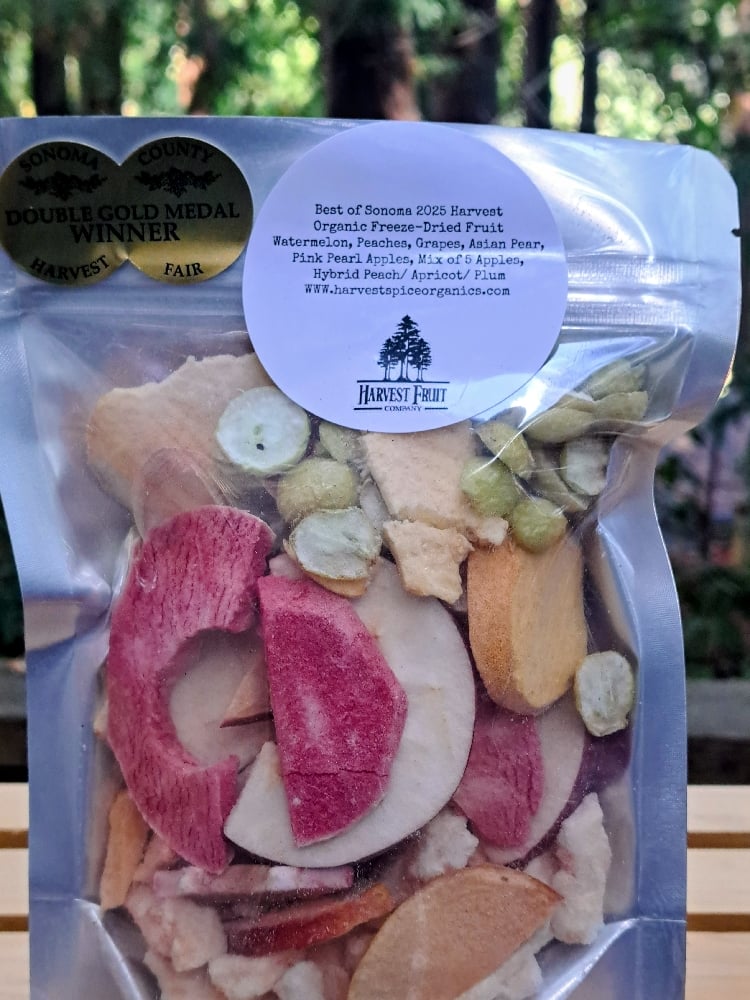 SONOMA COUNTY
DOUBLE GOLD MEDAL
WINNER
HARVEST FAIR
Best of Sonoma 2025 Harvest
Organic Freeze-Dried Fruit
Watermelon, Peaches, Grapes, Asian Pear,
Pink Pearl Apples, Mix of 5 Apples,
Hybrid Peach/ Apricot/ Plum
WWW.harvestspiceorganics.com
HARVEST FRUIT
COMPANY